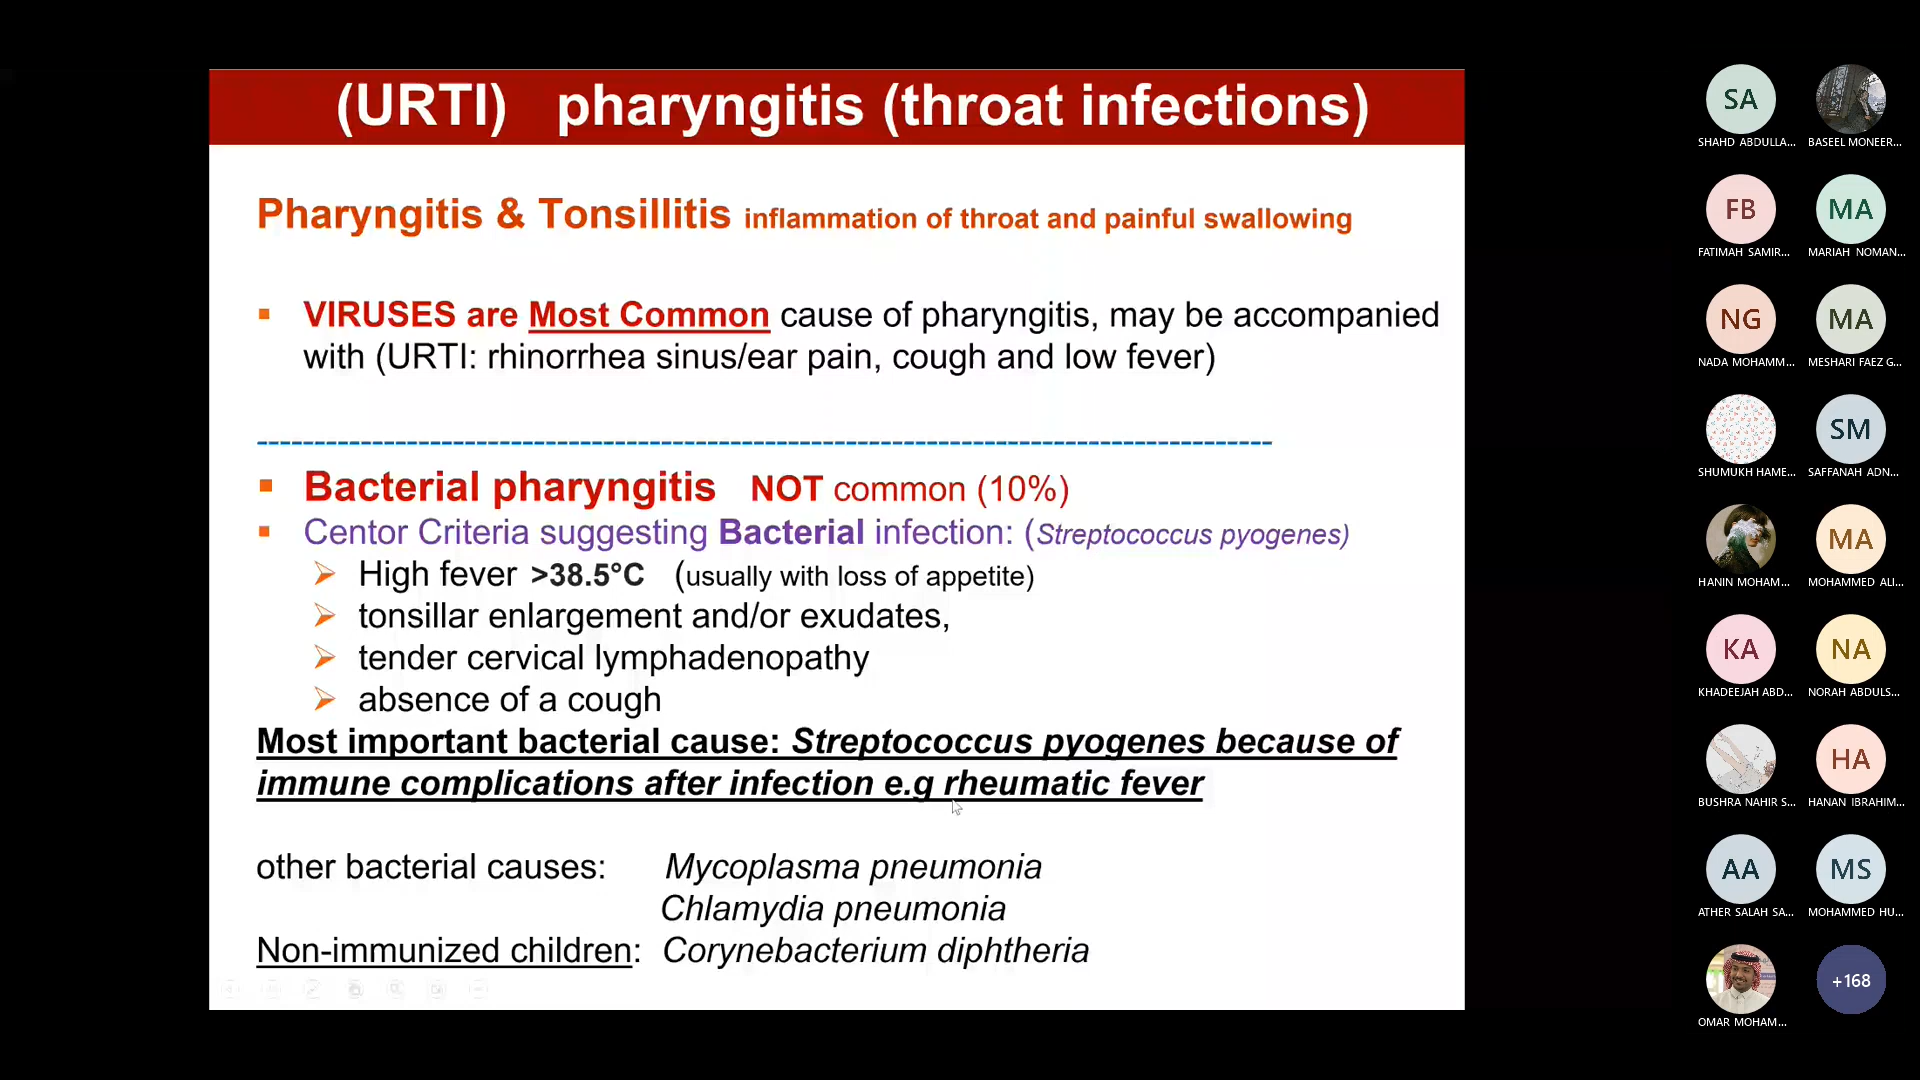 (URTI) pharyngitis (throat infections)
Pharyngitis & Tonsillitis inflammation of throat and painful swallowing
▪ VIRUSES are Most Common cause of pharyngitis, may be accompanied
with (URTI: rhinorrhea sinus/ear pain, cough and low fever)
▪ Bacterial pharyngitis NOT common (10%)
▪ Centor Criteria suggesting Bacterial infection: (Streptococcus pyogenes)
➢ High fever >38.5°C (usually with loss of appetite)
➢ tonsillar enlargement and/or exudates,
➢ tender cervical lymphadenopathy
➢ absence of a cough
Most important bacterial cause: Streptococcus pyogenes because of
immune complications after infection e.g rheumatic fever
other bacterial causes: Mycoplasma pneumonia
Chlamydia pneumonia
Non-immunized children: Corynebacterium diphtheria
SA
SHAHD ABDULLA... BASEEL MONEER...
FB MA
FATIMAH SAMIR... MARIAH NOMAN...
NG MA
NADA MOHAMM... MESHARI FAEZ G...
SM
SHUMUKH HAME... SAFFANAH ADN...
MA
HANIN MOHAM... MOHAMMED ALI...
KA NA
KHADEEJAH ABD... NORAH ABDULS...
HA
BUSHRA NAHIR S... HANAN IBRAHIM...
AA MS
ATHER SALAH SA... MOHAMMED HU...
+168
OMAR MOHAM...